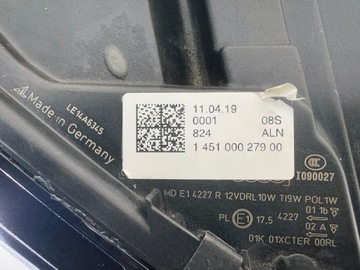 LE14A6345
Made in Germany
11.04.19
0001 08S
824 ALN
1 451 000 279 00
I090027
MD E1 4227 R 12VDRL10W TI9W POL1W
PL E1 17.5 4227 01 1b
02 A
01K 01XCTER 00RL